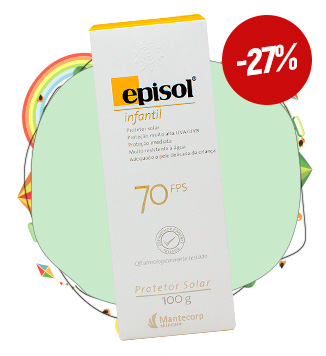 -27%
episol®
infantil
Protetor solar
Proteção muito alta UVA/UVB
Proteção imediata
Muito resistente à água
Adequado à pele delicada da criança
70 FPS
Oftalmologicamente testado
Protetor Solar
100 g
Mantecorp